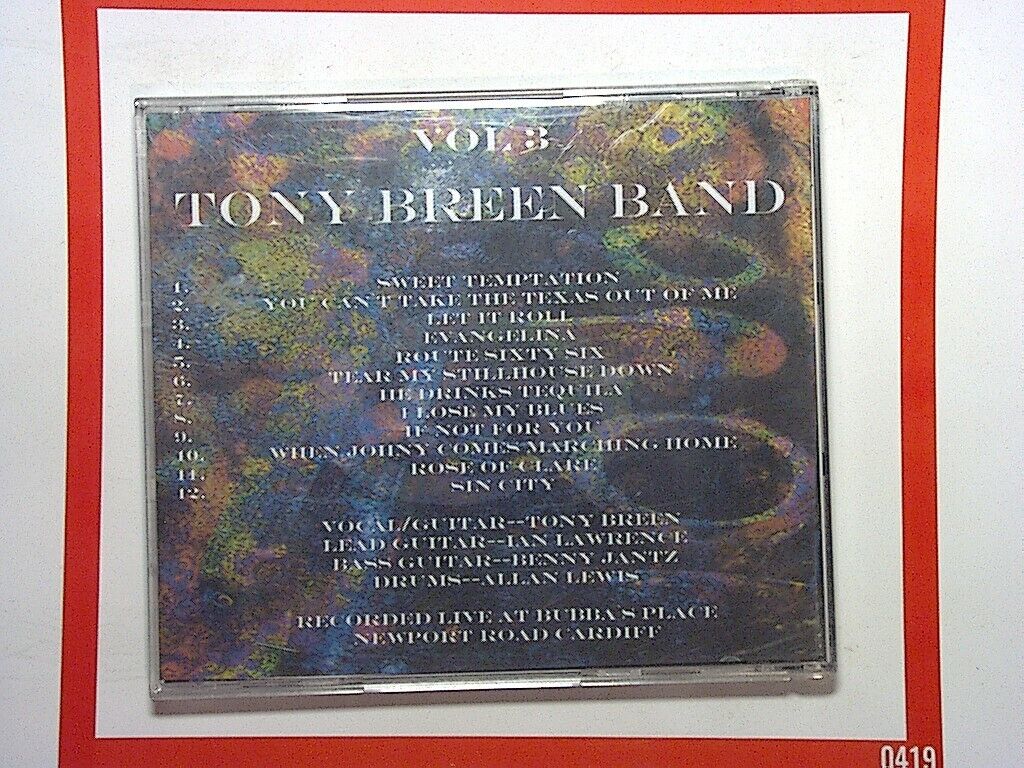 VOL 3
TONY BREEN BAND
1. SWEET TEMPTATION
2. YOU CAN'T TAKE THE TEXAS OUT OF ME
3. LET IT ROLL
4. EVANGELINA
5. ROUTE SIXTY SIX
6. TEAR MY STILLHOUSE DOWN
7. HE DRINKS TEQUILA
8. I LOSE MY BLUES
9. IF NOT FOR YOU
10. WHEN JOHNY COMES MARCHING HOME
11. ROSE OF CLARE
12. SIN CITY
VOCAL/GUITAR--TONY BREEN
LEAD GUITAR--IAN LAWRENCE
BASS GUITAR--BENNY JANTZ
DRUMS--ALLAN LEWIS
RECORDED LIVE AT BUBBA'S PLACE
NEWPORT ROAD CARDIFF
0419